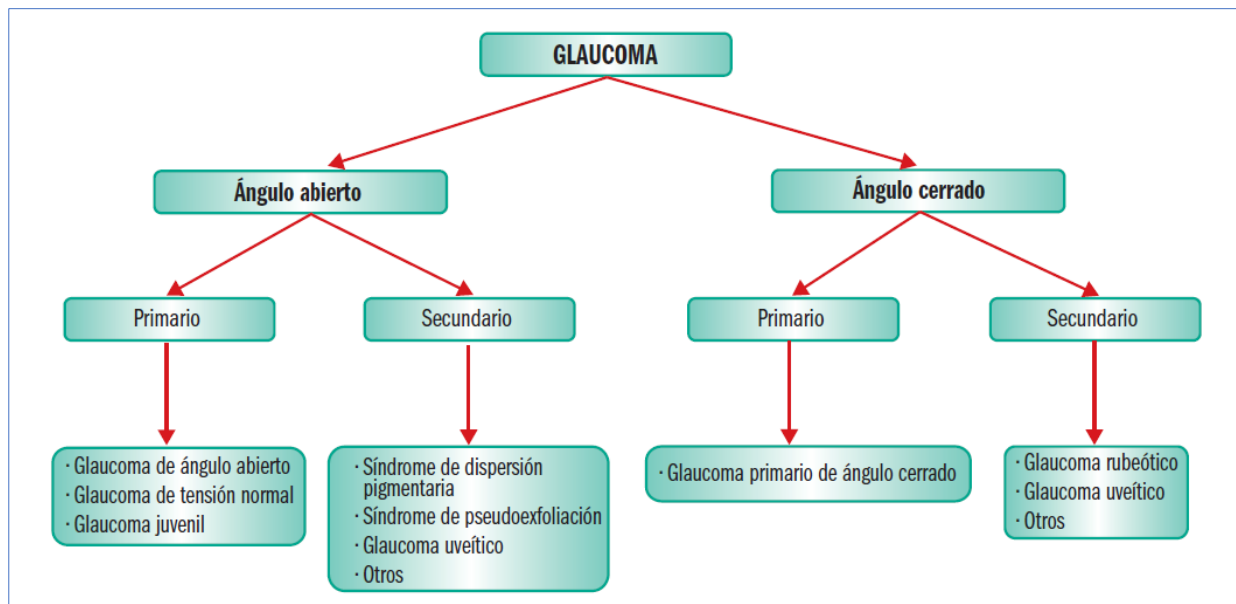 GLAUCOMA
Ángulo abierto
Ángulo cerrado
Primario
Secundario
Primario
Secundario
· Glaucoma de ángulo abierto
· Glaucoma de tensión normal
· Glaucoma juvenil
· Síndrome de dispersión
pigmentaria
· Síndrome de pseudoexfoliación
· Glaucoma uveítico
· Otros
· Glaucoma primario de ángulo cerrado
· Glaucoma rubeótico
· Glaucoma uveítico
· Otros